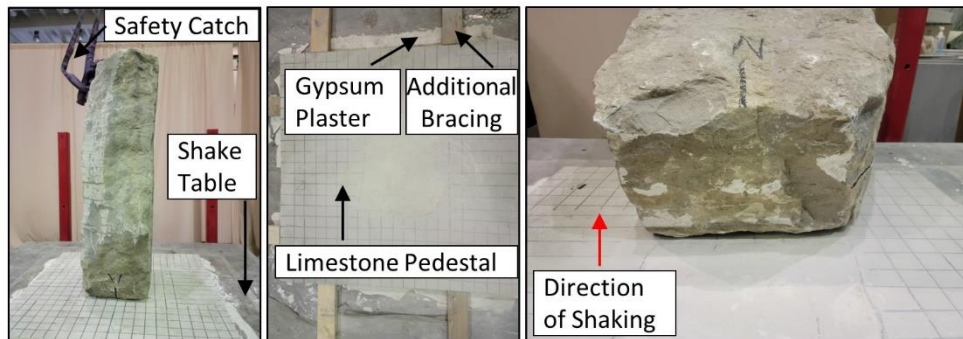 Safety Catch
Shake
Table
Gypsum
Plaster
Additional
Bracing
Limestone Pedestal
Direction
of Shaking